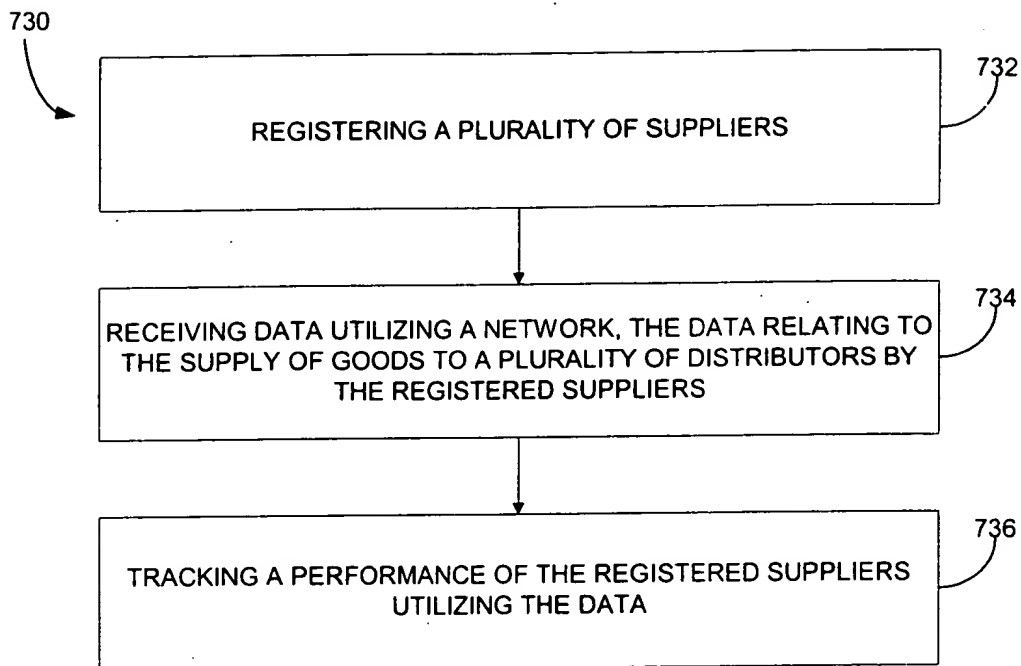 730
732
REGISTERING A PLURALITY OF SUPPLIERS
734
RECEIVING DATA UTILIZING A NETWORK, THE DATA RELATING TO
THE SUPPLY OF GOODS TO A PLURALITY OF DISTRIBUTORS BY
THE REGISTERED SUPPLIERS
736
TRACKING A PERFORMANCE OF THE REGISTERED SUPPLIERS
UTILIZING THE DATA